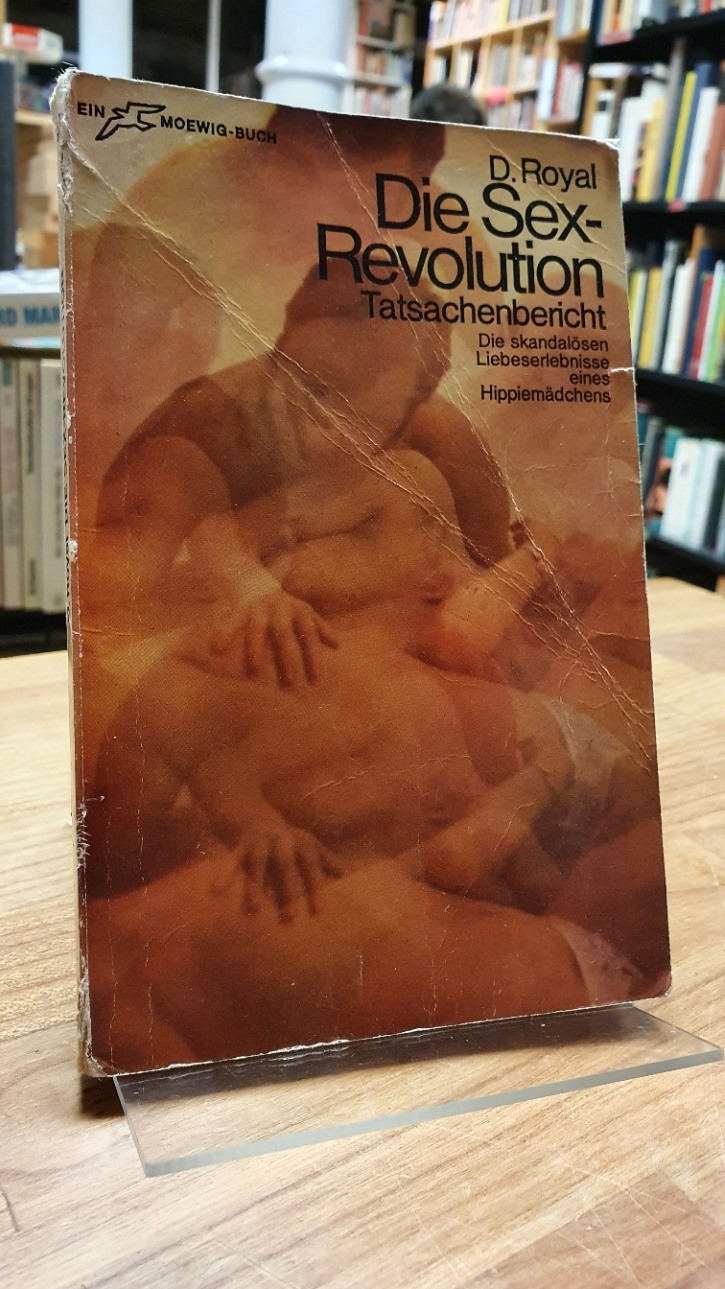 EIN MOEWIG-BUCH
D. Royal
Die Sex-
Revolution
Tatsachenbericht
Die skandalösen
Liebeserlebnisse
eines
Hippiemädchens